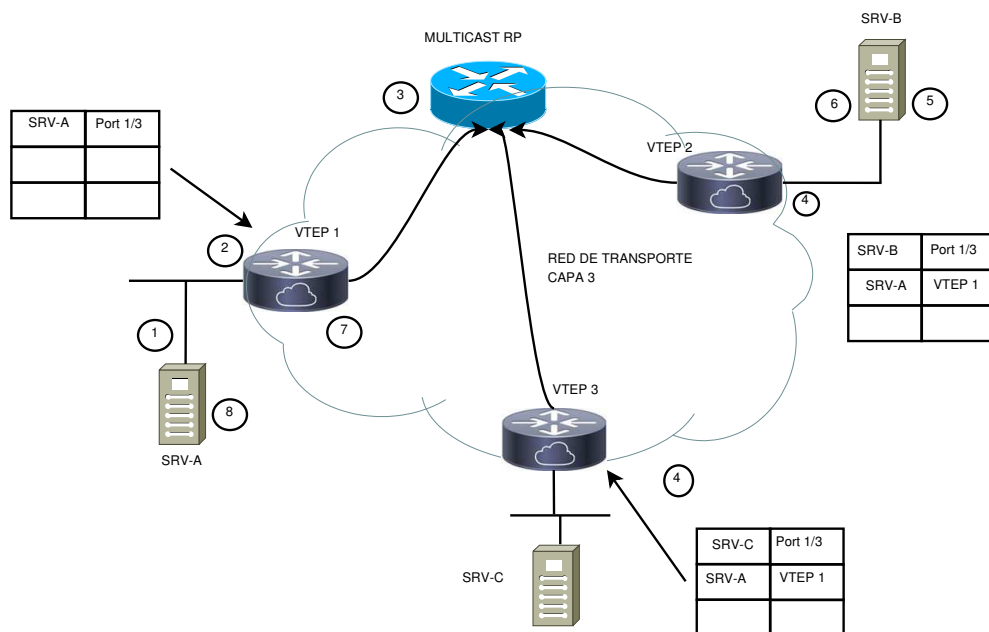 SRV-B
MULTICAST RP
3
6
5
SRV-A Port 1/3
VTEP 2
4
2
VTEP 1
RED DE TRANSPORTE
CAPA 3
SRV-B Port 1/3
SRV-A VTEP 1
1
7
VTEP 3
8
SRV-A
4
SRV-C Port 1/3
SRV-A VTEP 1
SRV-C